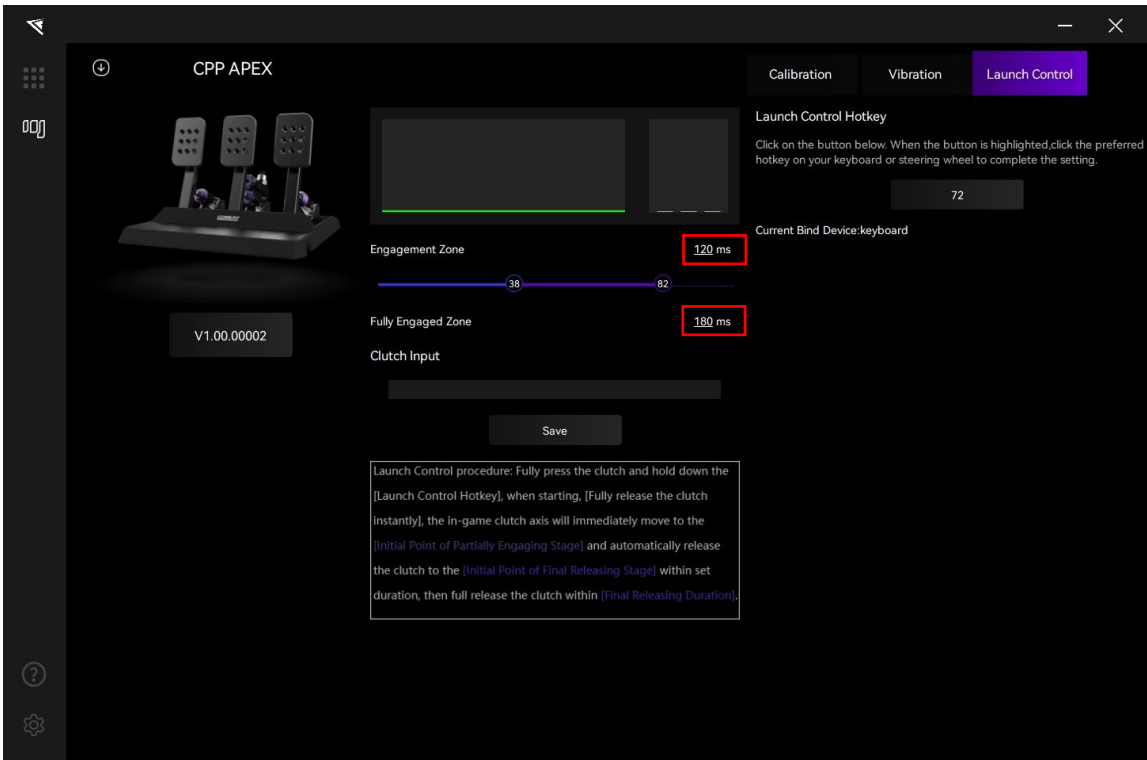 CPP APEX
Calibration
Vibration
Launch Control
Launch Control Hotkey
Click on the button below. When the button is highlighted,click the preferred
hotkey on your keyboard or steering wheel to complete the setting.
72
Current Bind Device:keyboard
Engagement Zone
120 ms
38
82
Fully Engaged Zone
180 ms
V1.00.00002
Clutch Input
Save
Launch Control procedure: Fully press the clutch and hold down the
[Launch Control Hotkey], when starting, [Fully release the clutch
instantly], the in-game clutch axis will immediately move to the
[Initial Point of Partially Engaging Stage] and automatically release
the clutch to the [Initial Point of Final Releasing Stage] within set
duration, then full release the clutch within [Final Releasing Duration].